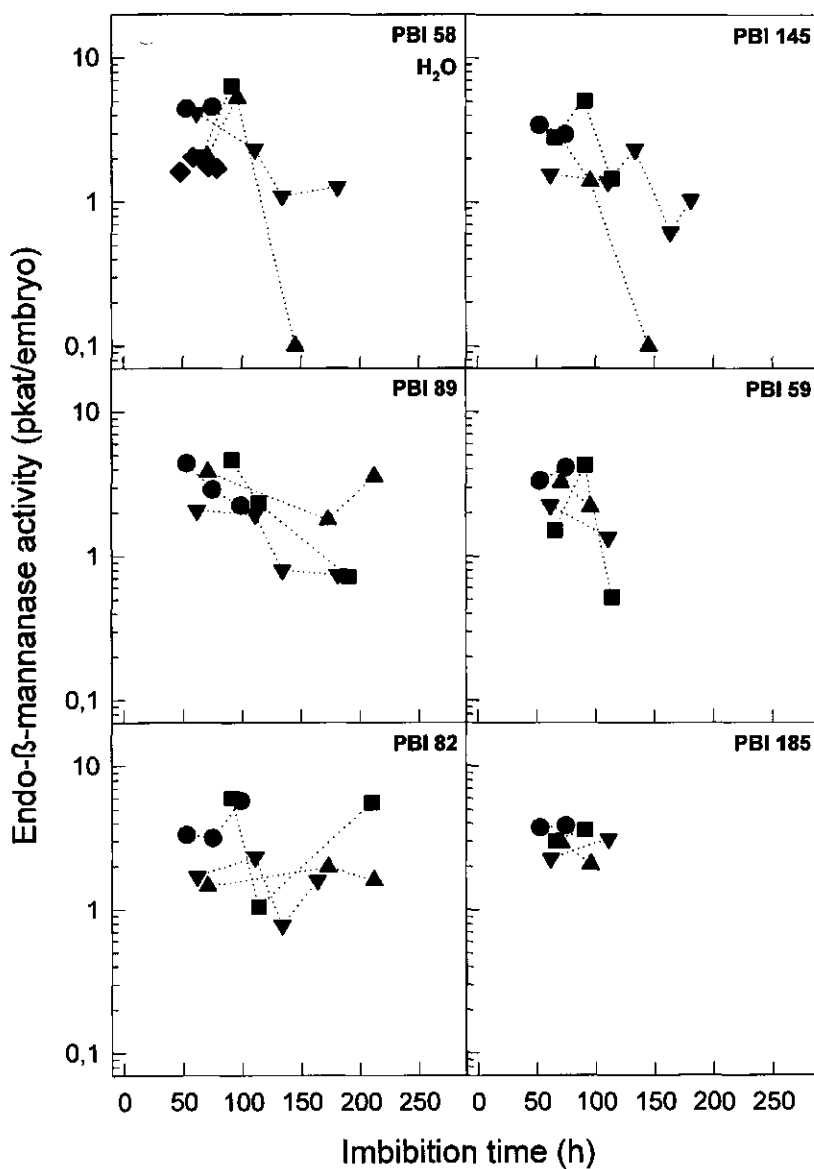 PBI 58
H₂O
PBI 145
10
1
0,1
PBI 89
PBI 59
10
1
0,1
PBI 82
PBI 185
10
1
0,1
0 50 100 150 200 250
0 50 100 150 200 250
Endo-ß-mannanase activity (pkat/embryo)
Imbibition time (h)